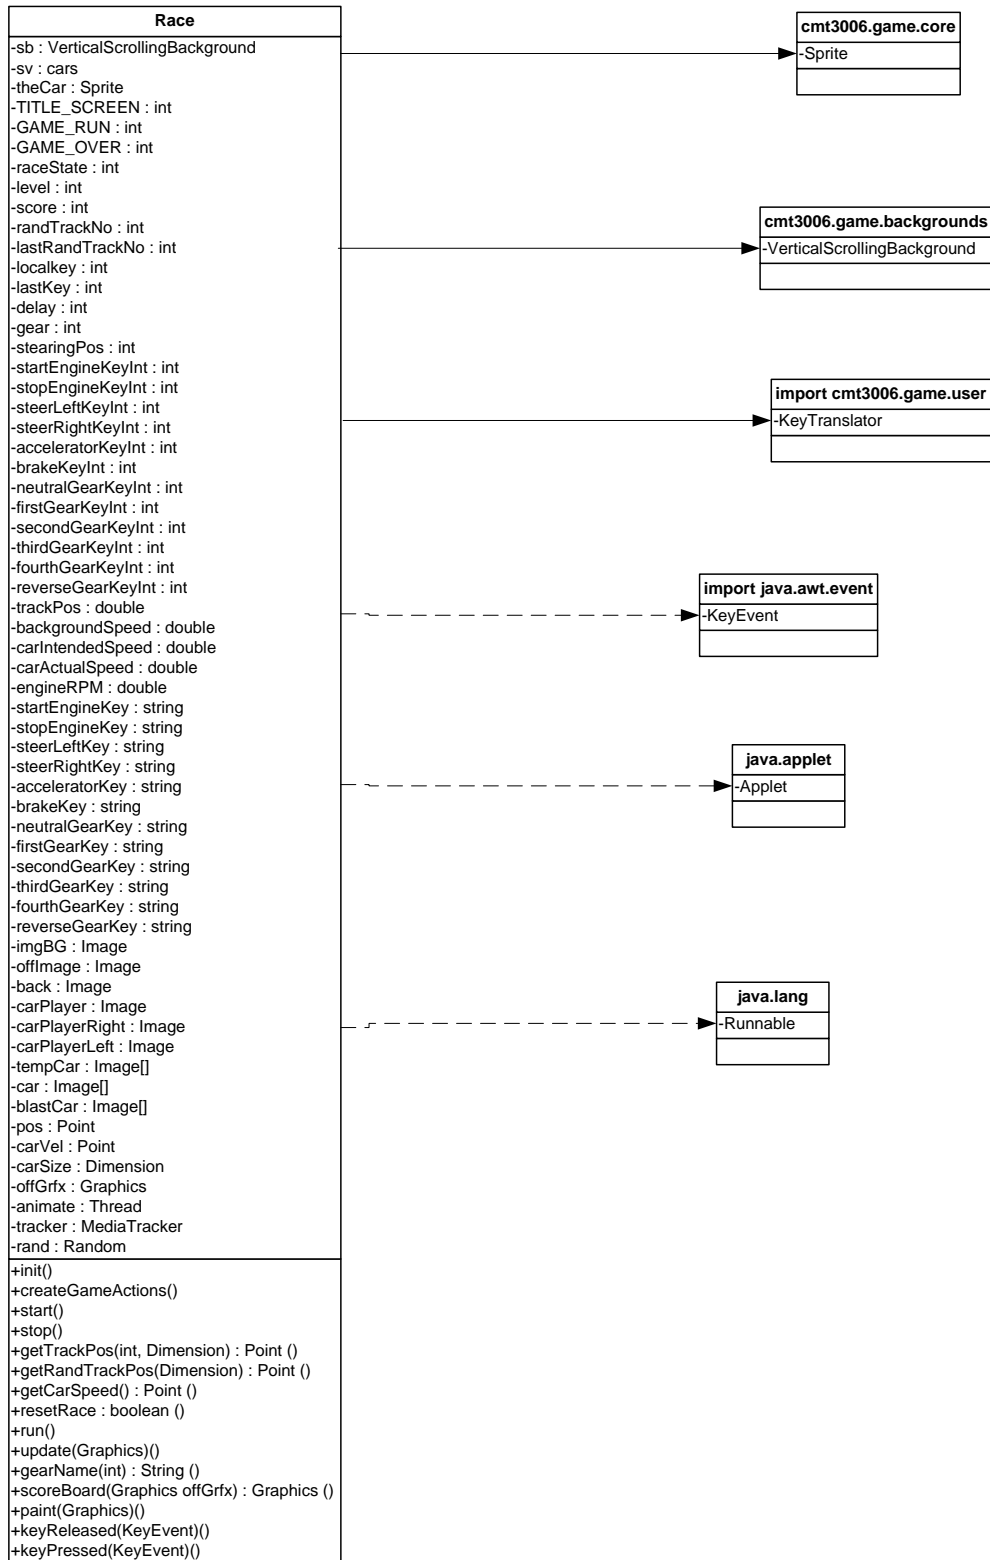 Race
-sb : VerticalScrollingBackground
-sv : cars
-theCar : Sprite
-TITLE_SCREEN : int
-GAME_RUN : int
-GAME_OVER : int
-raceState : int
-level : int
-score : int
-randTrackNo : int
-lastRandTrackNo : int
-localkey : int
-lastKey : int
-delay : int
-gear : int
-stearingPos : int
-startEngineKeyInt : int
-stopEngineKeyInt : int
-steerLeftKeyInt : int
-steerRightKeyInt : int
-acceleratorKeyInt : int
-brakeKeyInt : int
-neutralGearKeyInt : int
-firstGearKeyInt : int
-secondGearKeyInt : int
-thirdGearKeyInt : int
-fourthGearKeyInt : int
-reverseGearKeyInt : int
-trackPos : double
-backgroundSpeed : double
-carIntendedSpeed : double
-carActualSpeed : double
-engineRPM : double
-startEngineKey : string
-stopEngineKey : string
-steerLeftKey : string
-steerRightKey : string
-acceleratorKey : string
-brakeKey : string
-neutralGearKey : string
-firstGearKey : string
-secondGearKey : string
-thirdGearKey : string
-fourthGearKey : string
-reverseGearKey : string
-imgBG : Image
-offImage : Image
-back : Image
-carPlayer : Image
-carPlayerRight : Image
-carPlayerLeft : Image
-tempCar : Image[]
-car : Image[]
-blastCar : Image[]
-pos : Point
-carVel : Point
-carSize : Dimension
-offGrfx : Graphics
-animate : Thread
-tracker : MediaTracker
-rand : Random
+init()
+createGameActions()
+start()
+stop()
+getTrackPos(int, Dimension) : Point ()
+getRandTrackPos(Dimension) : Point ()
+getCarSpeed() : Point ()
+resetRace : boolean ()
+run()
+update(Graphics)()
+gearName(int) : String ()
+scoreBoard(Graphics offGrfx) : Graphics ()
+paint(Graphics)()
+keyReleased(KeyEvent)()
+keyPressed(KeyEvent)()
cmt3006.game.core
-Sprite
cmt3006.game.backgrounds
-VerticalScrollingBackground
import cmt3006.game.user
-KeyTranslator
import java.awt.event
-KeyEvent
java.applet
-Applet
java.lang
-Runnable